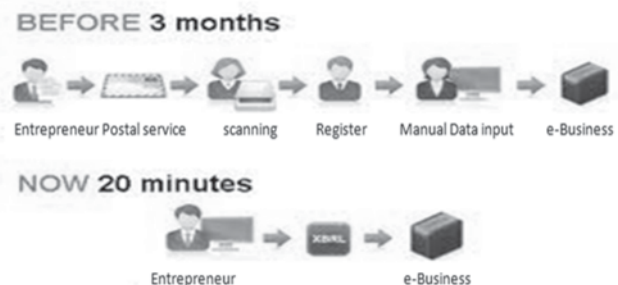 BEFORE 3 months
Entrepreneur Postal service scanning Register Manual Data input e-Business
NOW 20 minutes
XBRL
Entrepreneur e-Business